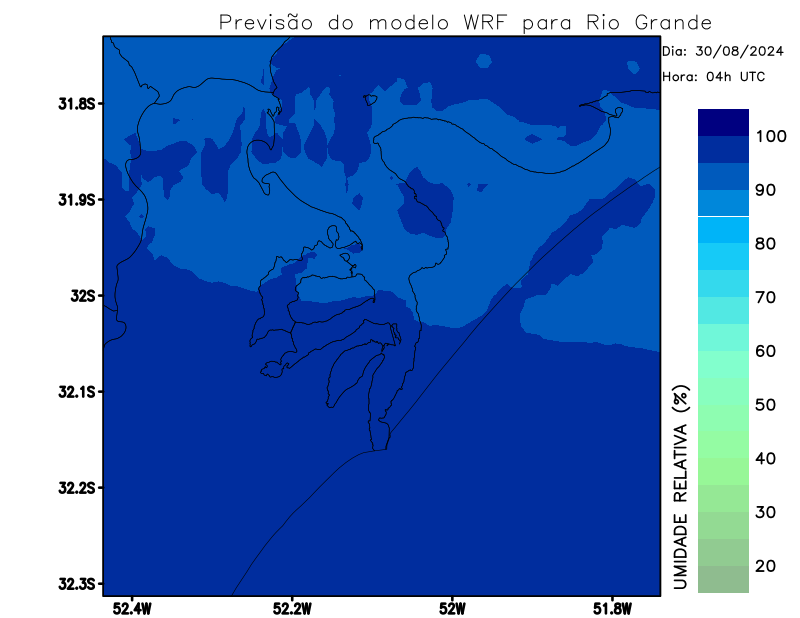 Previsão do modelo WRF para Rio Grande
Dia: 30/08/2024
Hora: 04h UTC
31.8S
31.9S
32S
32.1S
32.2S
32.3S
52.4W
52.2W
52W
51.8W
UMIDADE RELATIVA (%)
100
90
80
70
60
50
40
30
20